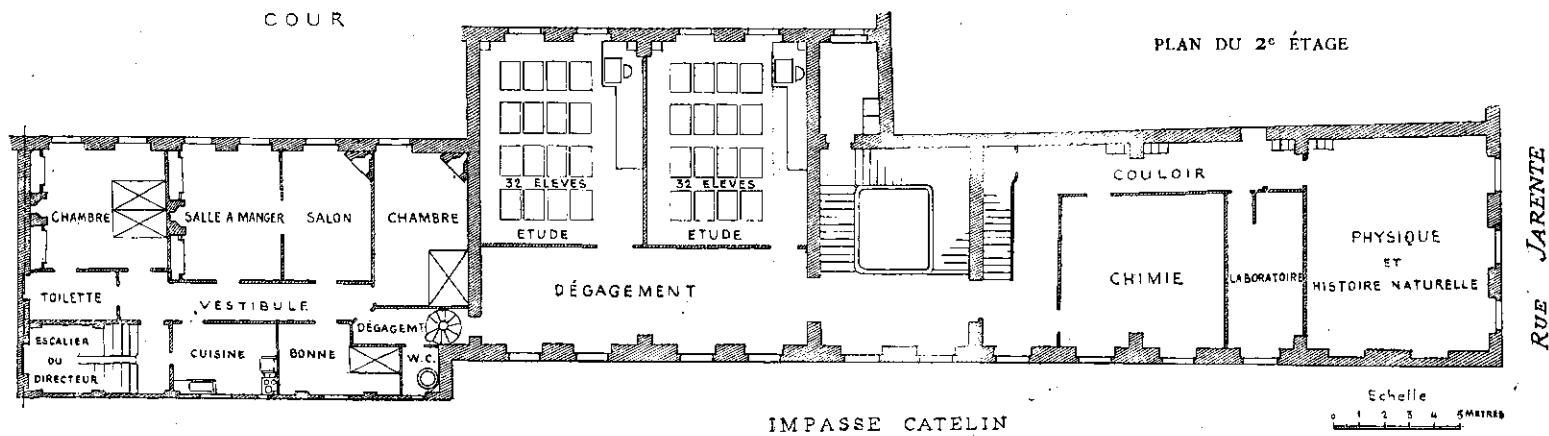 COUR
PLAN DU 2e ÉTAGE
32 ELEVES
32 ELEVES
ETUDE
ETUDE
COULOIR
CHAMBRE
SALLE A MANGER
SALON
CHAMBRE
PHYSIQUE
ET
HISTOIRE NATURELLE
CHIMIE
LABORATOIRE
RUE JARENTE
DÉGAGEMENT
TOILETTE
VESTIBULE
DÉGAGEMT
ESCALIER
DU
DIRECTEUR
CUISINE
BONNE
W.C.
Echelle
0 1 2 3 4 5 METRES
IMPASSE CATELIN